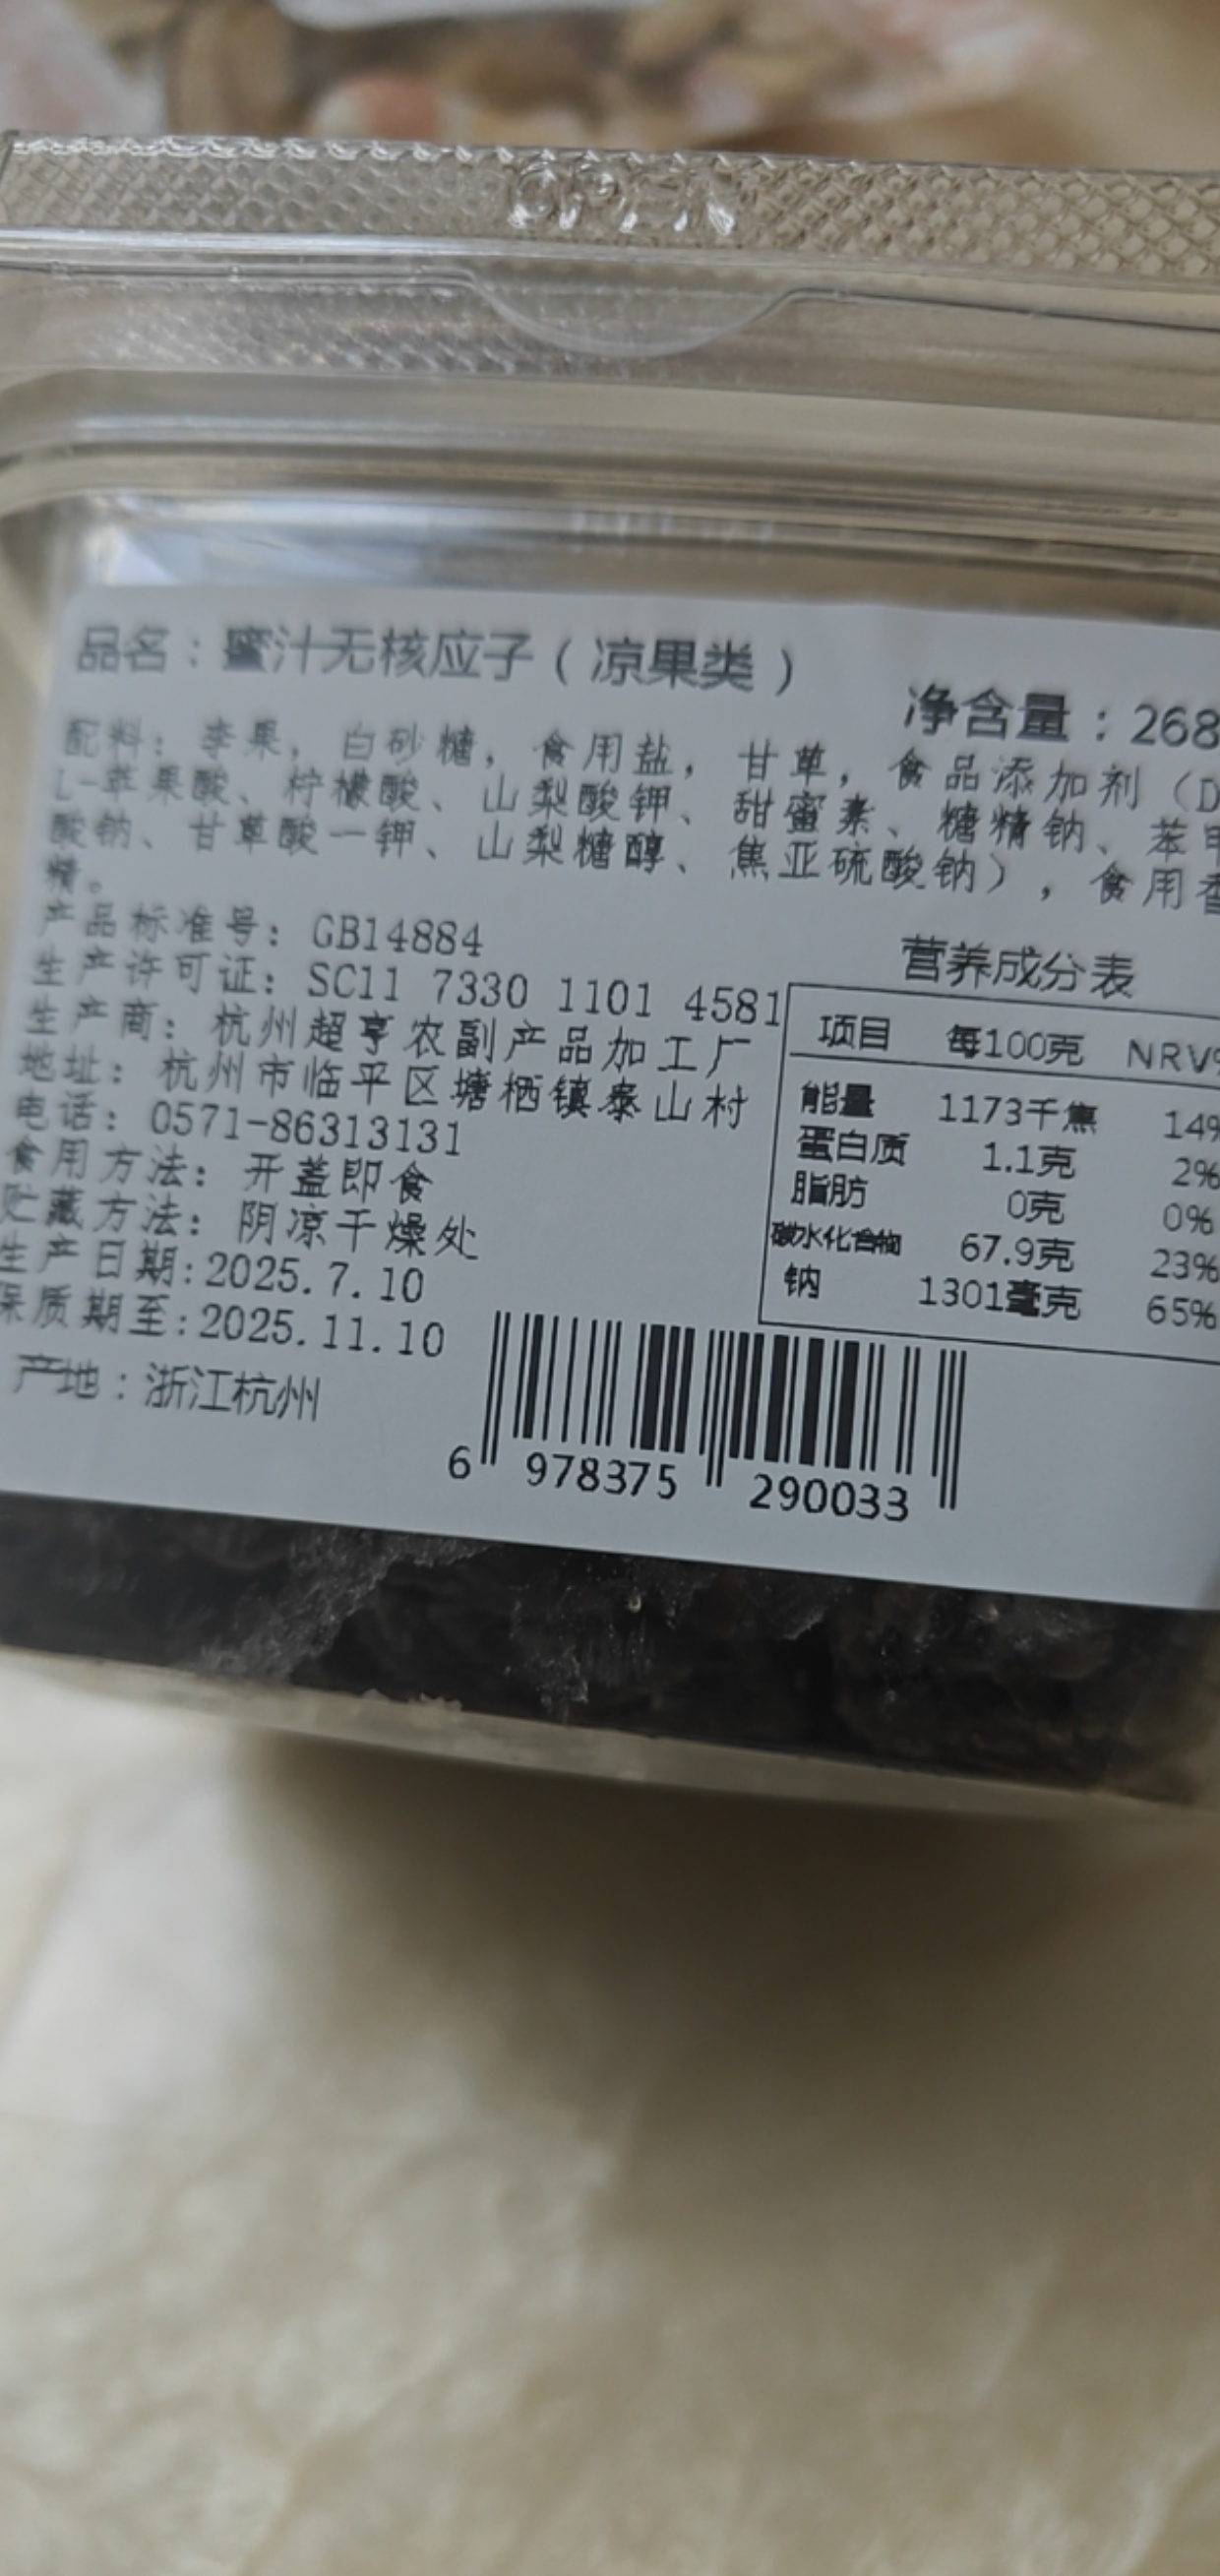 品名：蜜汁无核应子（凉果类）
净含量：268
配料：李果，白砂糖，食用盐，甘草，食品添加剂（D
L-苹果酸、柠檬酸、山梨酸钾、甜蜜素、糖精钠、苯甲
酸钠、甘草酸一钾、山梨糖醇、焦亚硫酸钠），食用香
精。
产品标准号：GB14884
生产许可证：SC11 7330 1101 4581
生产商：杭州超亨农副产品加工厂
地址：杭州市临平区塘栖镇泰山村
电话：0571-86313131
食用方法：开盖即食
贮藏方法：阴凉干燥处
生产日期:2025.7.10
保质期至:2025.11.10
产地：浙江杭州
营养成分表
项目 每100克 NRV%
能量 1173千焦 14%
蛋白质 1.1克 2%
脂肪 0克 0%
碳水化合物 67.9克 23%
钠 1301毫克 65%
6 978375 290033